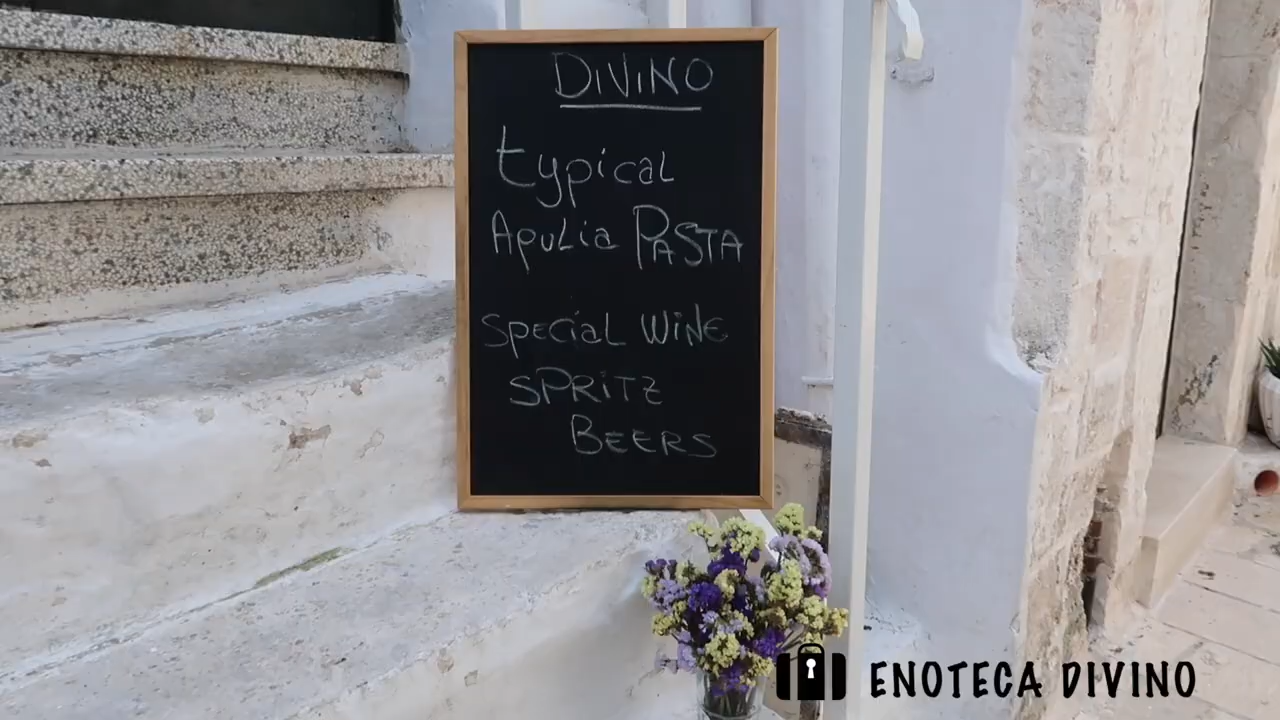 DIVINO
typical
Apulia PASTA
Special WINE
SPRITZ
BEERS
ENOTECA DIVINO